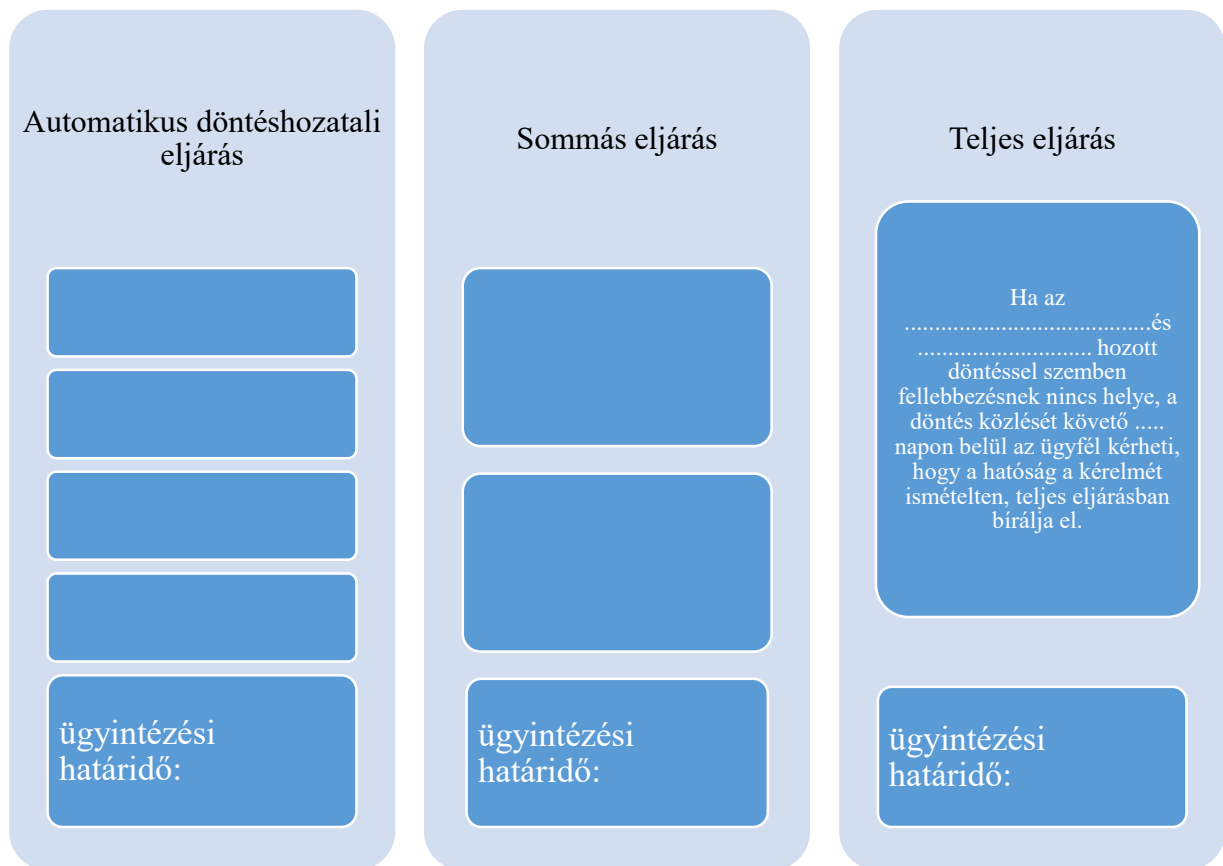 Automatikus döntéshozatali
eljárás
ügyintézési
határidő:
Sommás eljárás
ügyintézési
határidő:
Teljes eljárás
Ha az
.........................................és
............................. hozott
döntéssel szemben
fellebbezésnek nincs helye, a
döntés közlését követő .....
napon belül az ügyfél kérheti,
hogy a hatóság a kérelmét
ismételten, teljes eljárásban
bírálja el.
ügyintézési
határidő: